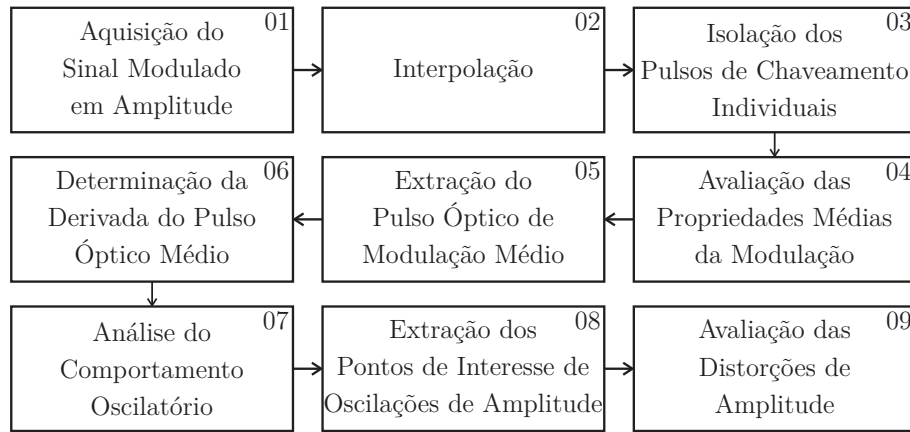 01
Aquisição do
Sinal Modulado
em Amplitude
02
Interpolação
03
Isolação dos
Pulsos de Chaveamento
Individuais
04
Avaliação das
Propriedades Médias
da Modulação
05
Extração do
Pulso Óptico de
Modulação Médio
06
Determinação da
Derivada do Pulso
Óptico Médio
07
Análise do
Comportamento
Oscilatório
08
Extração dos
Pontos de Interesse de
Oscilações de Amplitude
09
Avaliação das
Distorções de
Amplitude